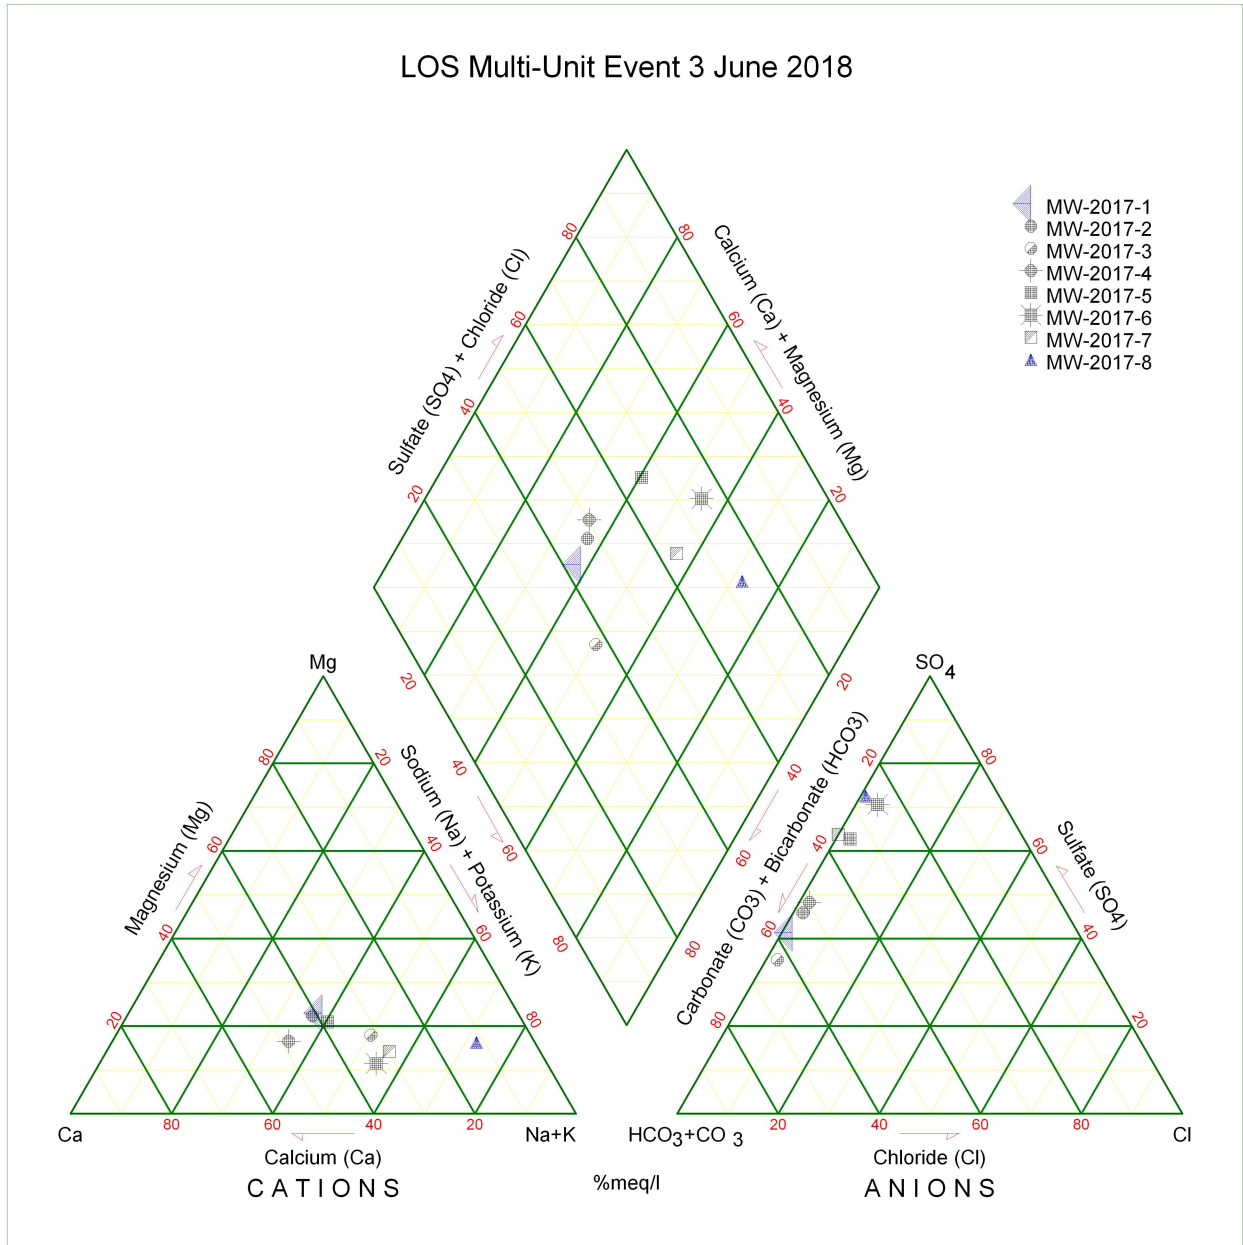 LOS Multi-Unit Event 3 June 2018
MW-2017-1
MW-2017-2
MW-2017-3
MW-2017-4
MW-2017-5
MW-2017-6
MW-2017-7
MW-2017-8
Sulfate (SO4) + Chloride (Cl)
20
40
60
80
Calcium (Ca) + Magnesium (Mg)
80
60
40
20
20
40
60
80
20
40
60
80
Mg
Magnesium (Mg)
20
40
60
80
Sodium (Na) + Potassium (K)
20
40
60
80
Ca
80
60
40
20
Na+K
Calcium (Ca)
CATIONS
%meq/l
SO4
Carbonate (CO3) + Bicarbonate (HCO3)
20
40
60
80
Sulfate (SO4)
80
60
40
20
HCO3+CO3
20
40
60
80
Cl
Chloride (Cl)
ANIONS